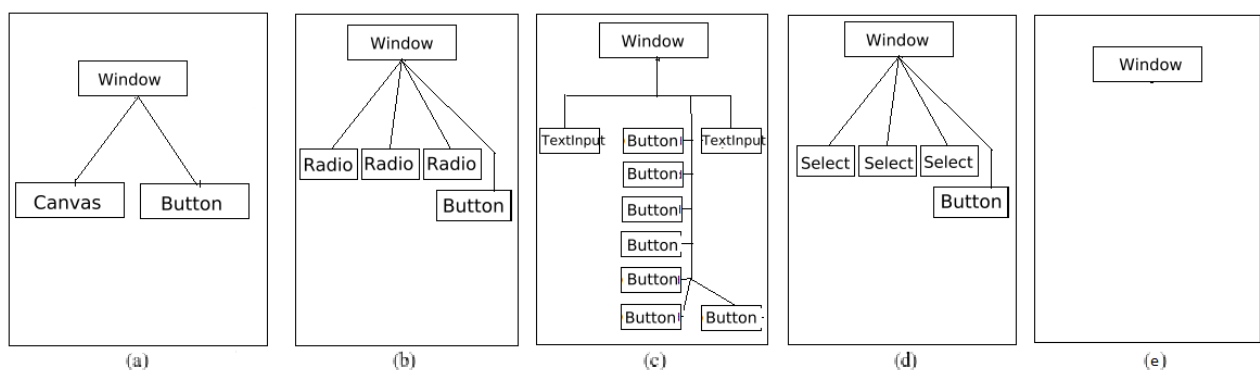 Window
Canvas Button
(a)
Window
Radio Radio Radio
Button
(b)
Window
TextInput Button TextInput
Button
Button
Button
Button
Button Button
(c)
Window
Select Select Select
Button
(d)
Window
(e)